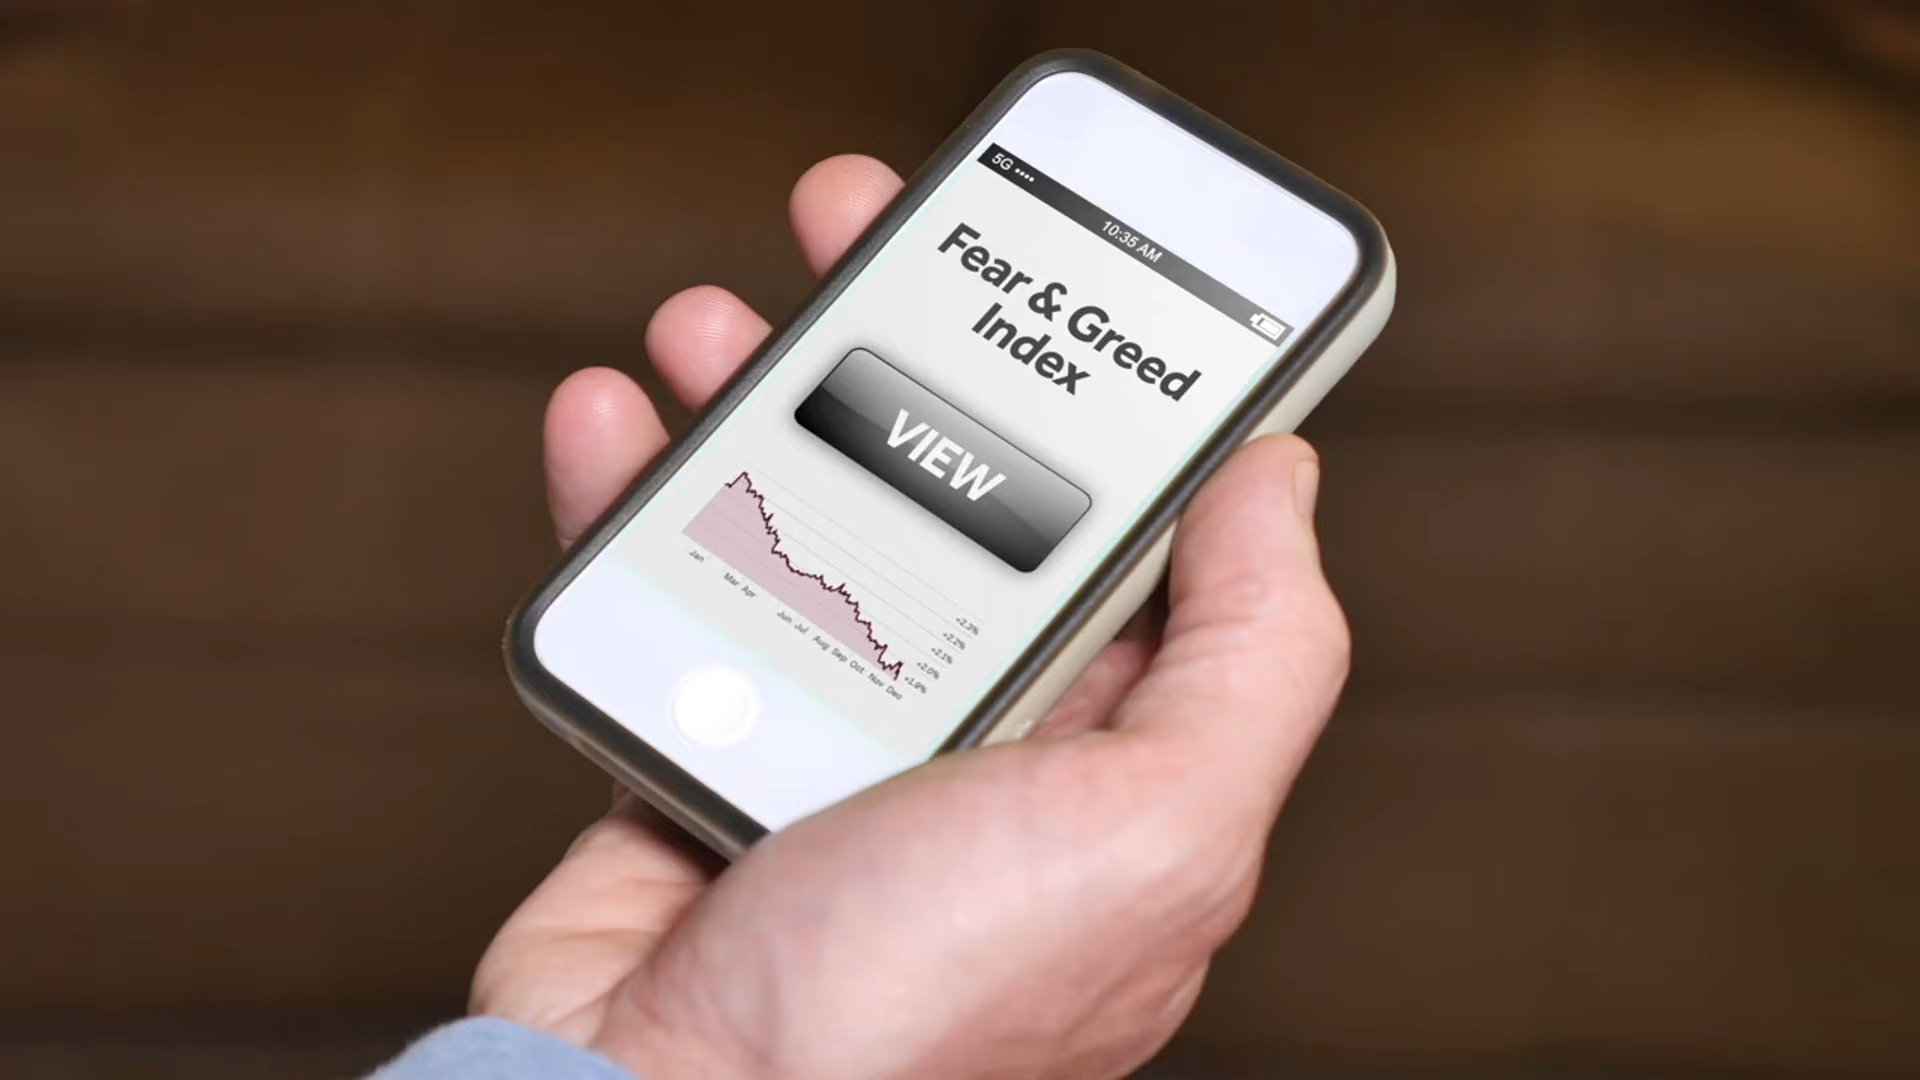 5G
10:35 AM
Fear & Greed
Index
VIEW
+2.3%
+2.2%
+2.1%
+2.0%
+1.9%
Jan Mar Apr Jun Jul Aug Sep Oct Nov Dec